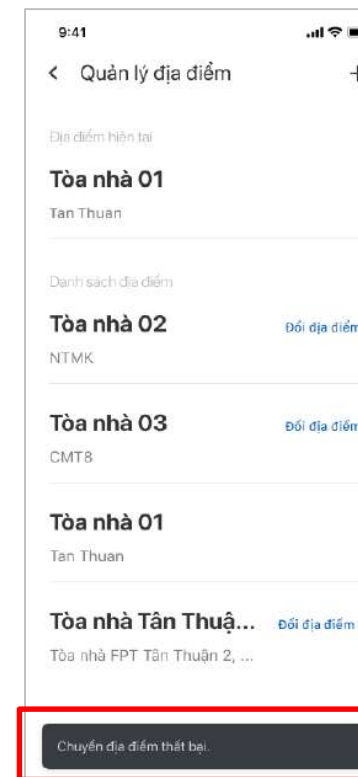 9:41
Quản lý địa điểm
Địa điểm hiện tại
Tòa nhà 01
Tan Thuan
Danh sách địa điểm
Tòa nhà 02
Đổi địa điểm
NTMK
Tòa nhà 03
Đổi địa điểm
CMT8
Tòa nhà 01
Tan Thuan
Tòa nhà Tân Thuậ...
Đổi địa điểm
Tòa nhà FPT Tân Thuận 2, ...
Chuyển địa điểm thất bại.